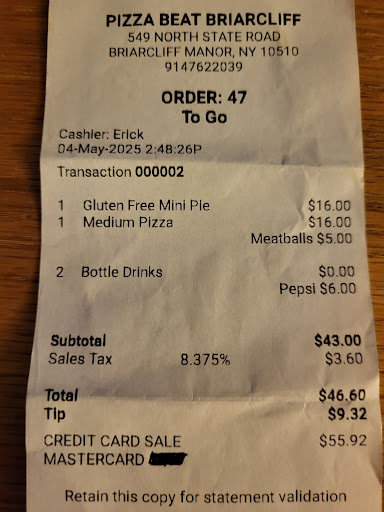 PIZZA BEAT BRIARCLIFF
549 NORTH STATE ROAD
BRIARCLIFF MANOR, NY 10510
9147622039
ORDER: 47
To Go
Cashier: Erick
04-May-2025 2:48:26P
Transaction 000002
1 Gluten Free Mini Pie $16.00
1 Medium Pizza $16.00
Meatballs $5.00
2 Bottle Drinks $0.00
Pepsi $6.00
Subtotal $43.00
Sales Tax 8.375% $3.60
Total $46.60
Tip $9.32
CREDIT CARD SALE $55.92
MASTERCARD
Retain this copy for statement validation